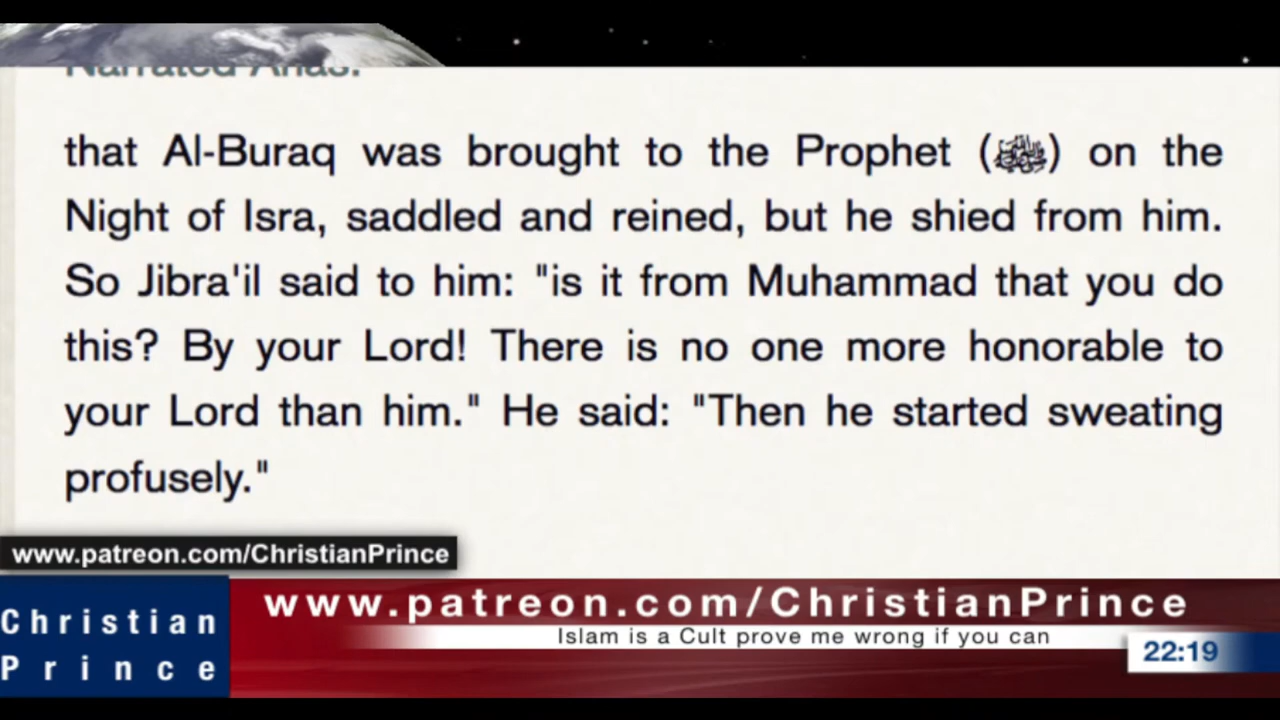 Narrated Anas:
that Al-Buraq was brought to the Prophet (ﷺ) on the
Night of Isra, saddled and reined, but he shied from him.
So Jibra'il said to him: "is it from Muhammad that you do
this? By your Lord! There is no one more honorable to
your Lord than him." He said: "Then he started sweating
profusely."
www.patreon.com/ChristianPrince
www.patreon.com/ChristianPrince
Islam is a Cult prove me wrong if you can
Christian
Prince
22:19